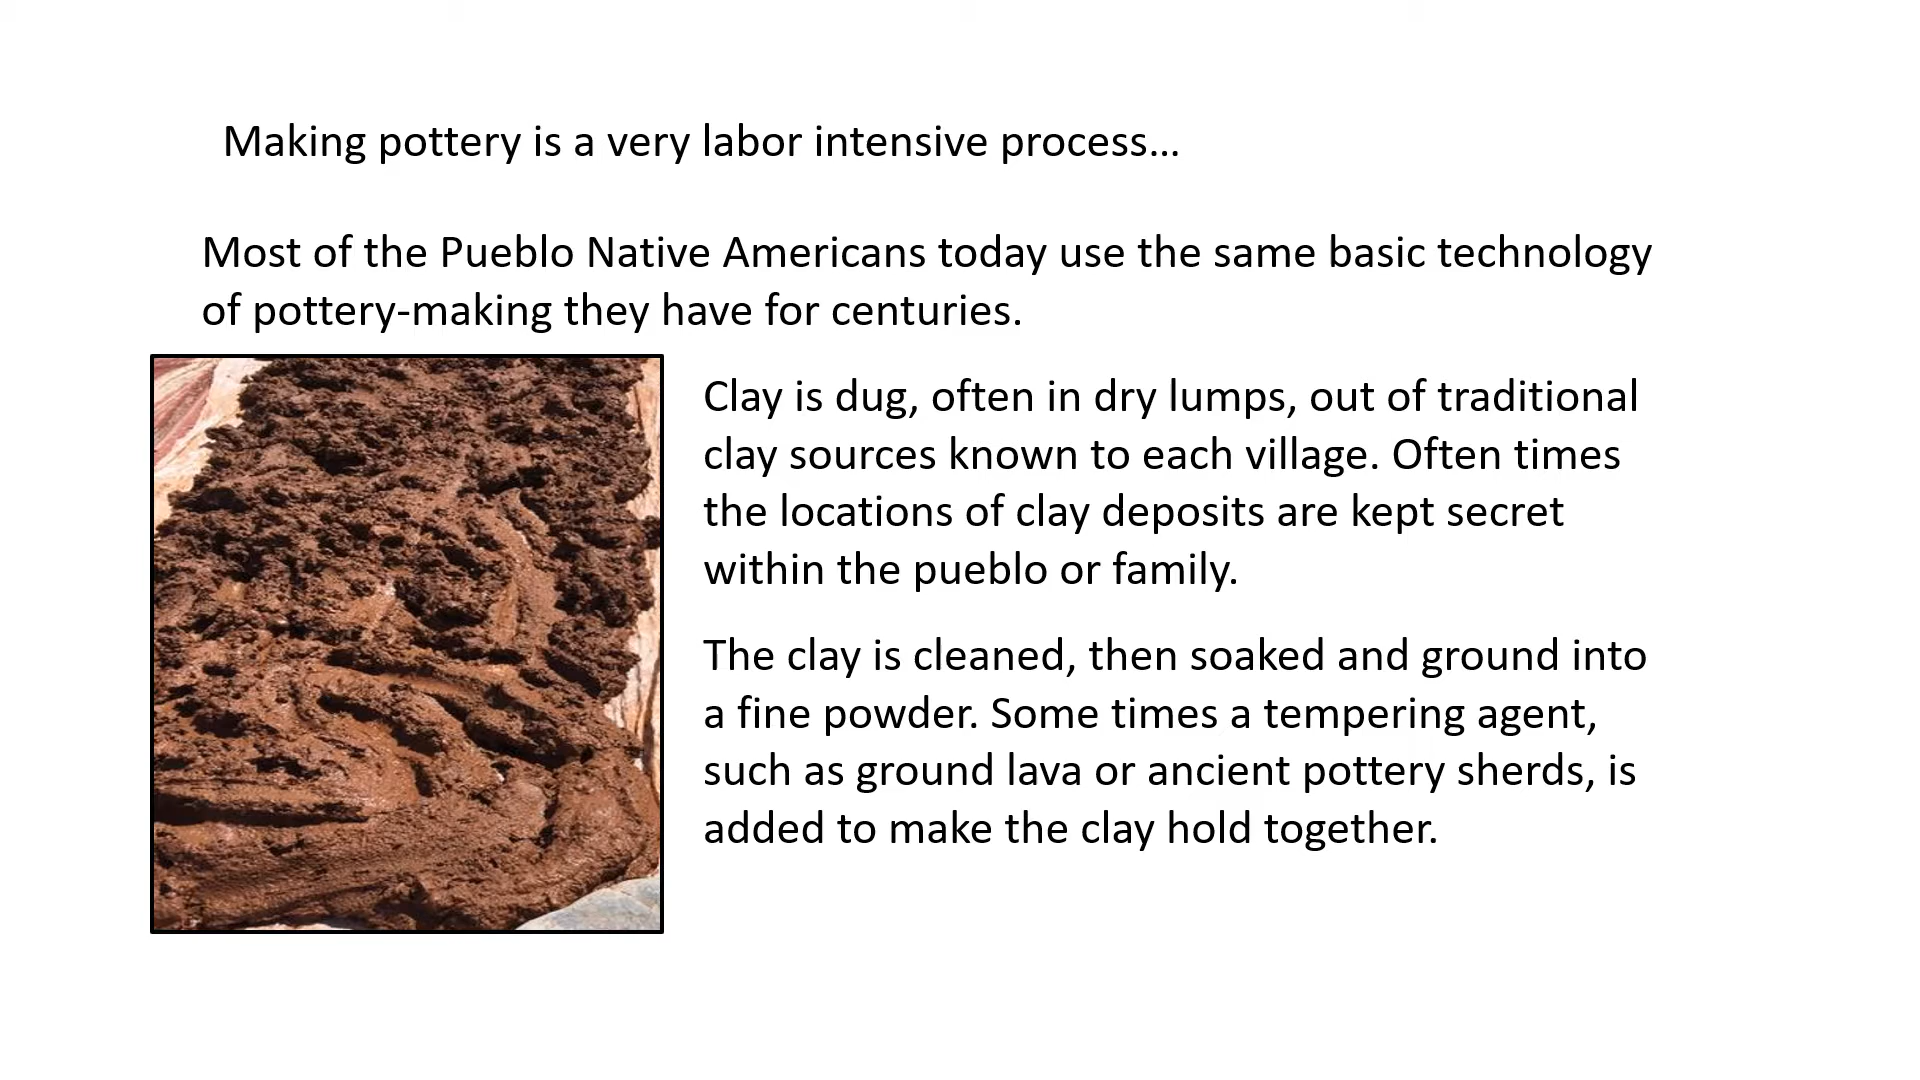 Making pottery is a very labor intensive process…
Most of the Pueblo Native Americans today use the same basic technology
of pottery-making they have for centuries.
Clay is dug, often in dry lumps, out of traditional
clay sources known to each village. Often times
the locations of clay deposits are kept secret
within the pueblo or family.
The clay is cleaned, then soaked and ground into
a fine powder. Some times a tempering agent,
such as ground lava or ancient pottery sherds, is
added to make the clay hold together.